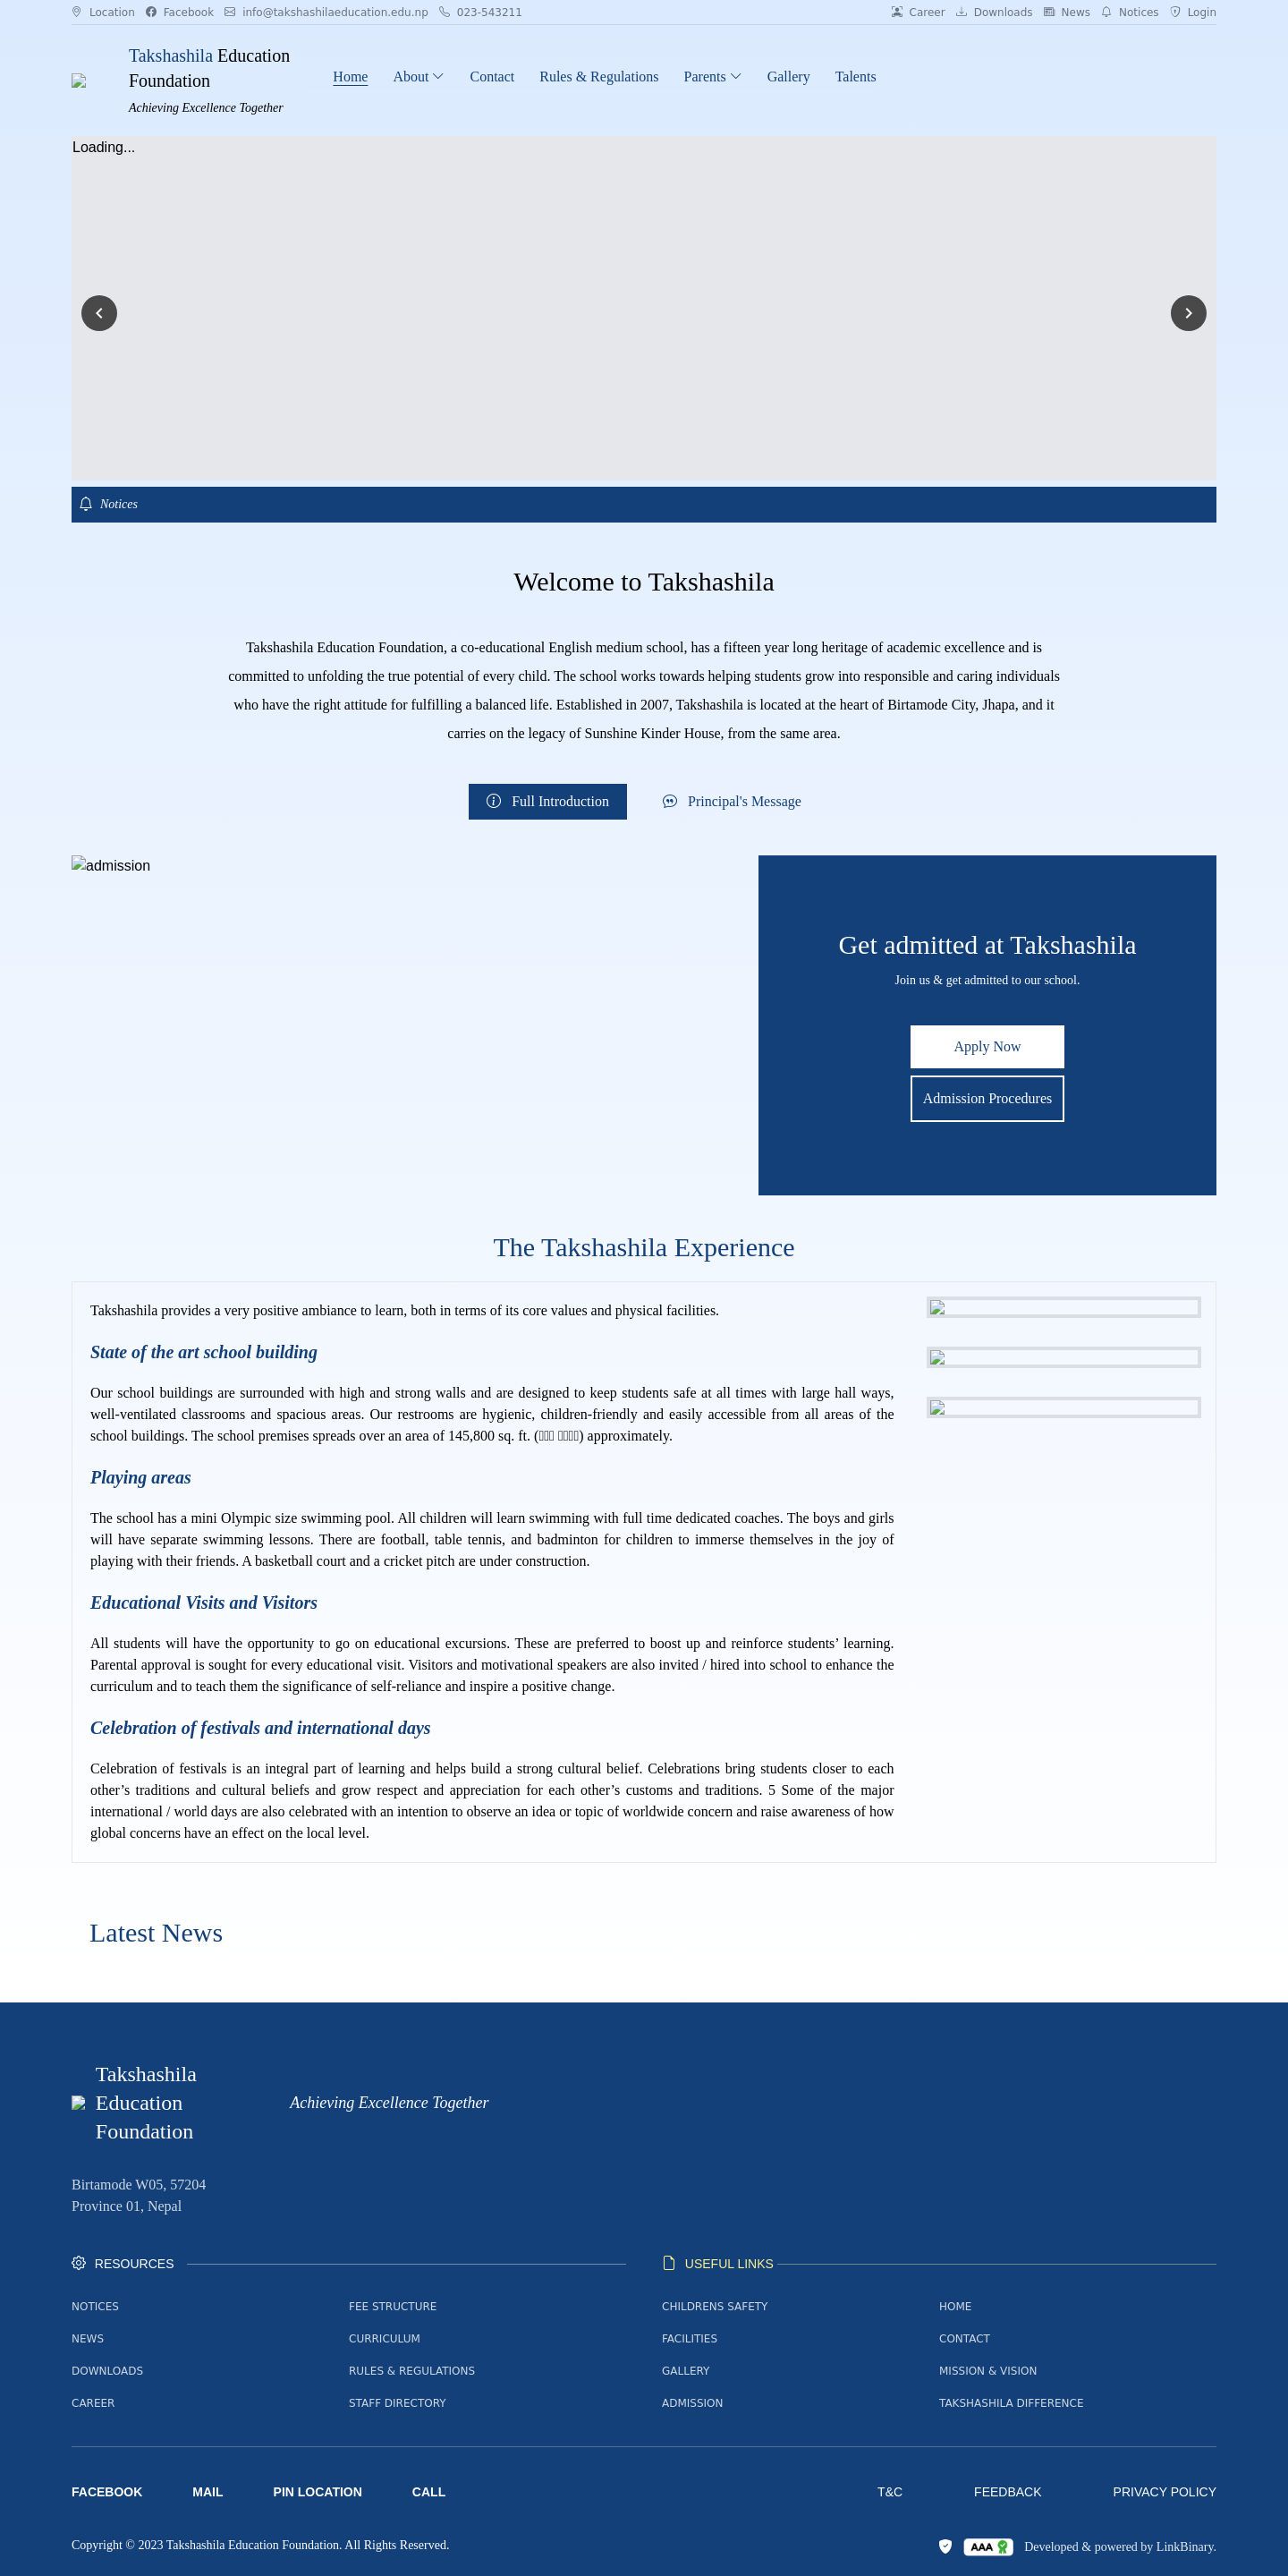 Location Facebook info@takshashilaeducation.edu.np 023-543211 Career Downloads News Notices Login
Takshashila Education
Foundation
Achieving Excellence Together
Home About Contact Rules & Regulations Parents Gallery Talents
Loading...
Notices
Welcome to Takshashila
Takshashila Education Foundation, a co-educational English medium school, has a fifteen year long heritage of academic excellence and is
committed to unfolding the true potential of every child. The school works towards helping students grow into responsible and caring individuals
who have the right attitude for fulfilling a balanced life. Established in 2007, Takshashila is located at the heart of Birtamode City, Jhapa, and it
carries on the legacy of Sunshine Kinder House, from the same area.
Full Introduction Principal's Message
admission
Get admitted at Takshashila
Join us & get admitted to our school.
Apply Now
Admission Procedures
The Takshashila Experience
Takshashila provides a very positive ambiance to learn, both in terms of its core values and physical facilities.
State of the art school building
Our school buildings are surrounded with high and strong walls and are designed to keep students safe at all times with large hall ways,
well-ventilated classrooms and spacious areas. Our restrooms are hygienic, children-friendly and easily accessible from all areas of the
school buildings. The school premises spreads over an area of 145,800 sq. ft. ( ) approximately.
Playing areas
The school has a mini Olympic size swimming pool. All children will learn swimming with full time dedicated coaches. The boys and girls
will have separate swimming lessons. There are football, table tennis, and badminton for children to immerse themselves in the joy of
playing with their friends. A basketball court and a cricket pitch are under construction.
Educational Visits and Visitors
All students will have the opportunity to go on educational excursions. These are preferred to boost up and reinforce students’ learning.
Parental approval is sought for every educational visit. Visitors and motivational speakers are also invited / hired into school to enhance the
curriculum and to teach them the significance of self-reliance and inspire a positive change.
Celebration of festivals and international days
Celebration of festivals is an integral part of learning and helps build a strong cultural belief. Celebrations bring students closer to each
other’s traditions and cultural beliefs and grow respect and appreciation for each other’s customs and traditions. 5 Some of the major
international / world days are also celebrated with an intention to observe an idea or topic of worldwide concern and raise awareness of how
global concerns have an effect on the local level.
Latest News
Takshashila
Education
Foundation
Achieving Excellence Together
Birtamode W05, 57204
Province 01, Nepal
RESOURCES USEFUL LINKS
NOTICES FEE STRUCTURE CHILDRENS SAFETY HOME
NEWS CURRICULUM FACILITIES CONTACT
DOWNLOADS RULES & REGULATIONS GALLERY MISSION & VISION
CAREER STAFF DIRECTORY ADMISSION TAKSHASHILA DIFFERENCE
FACEBOOK MAIL PIN LOCATION CALL T&C FEEDBACK PRIVACY POLICY
Copyright © 2023 Takshashila Education Foundation. All Rights Reserved. AAA Developed & powered by LinkBinary.